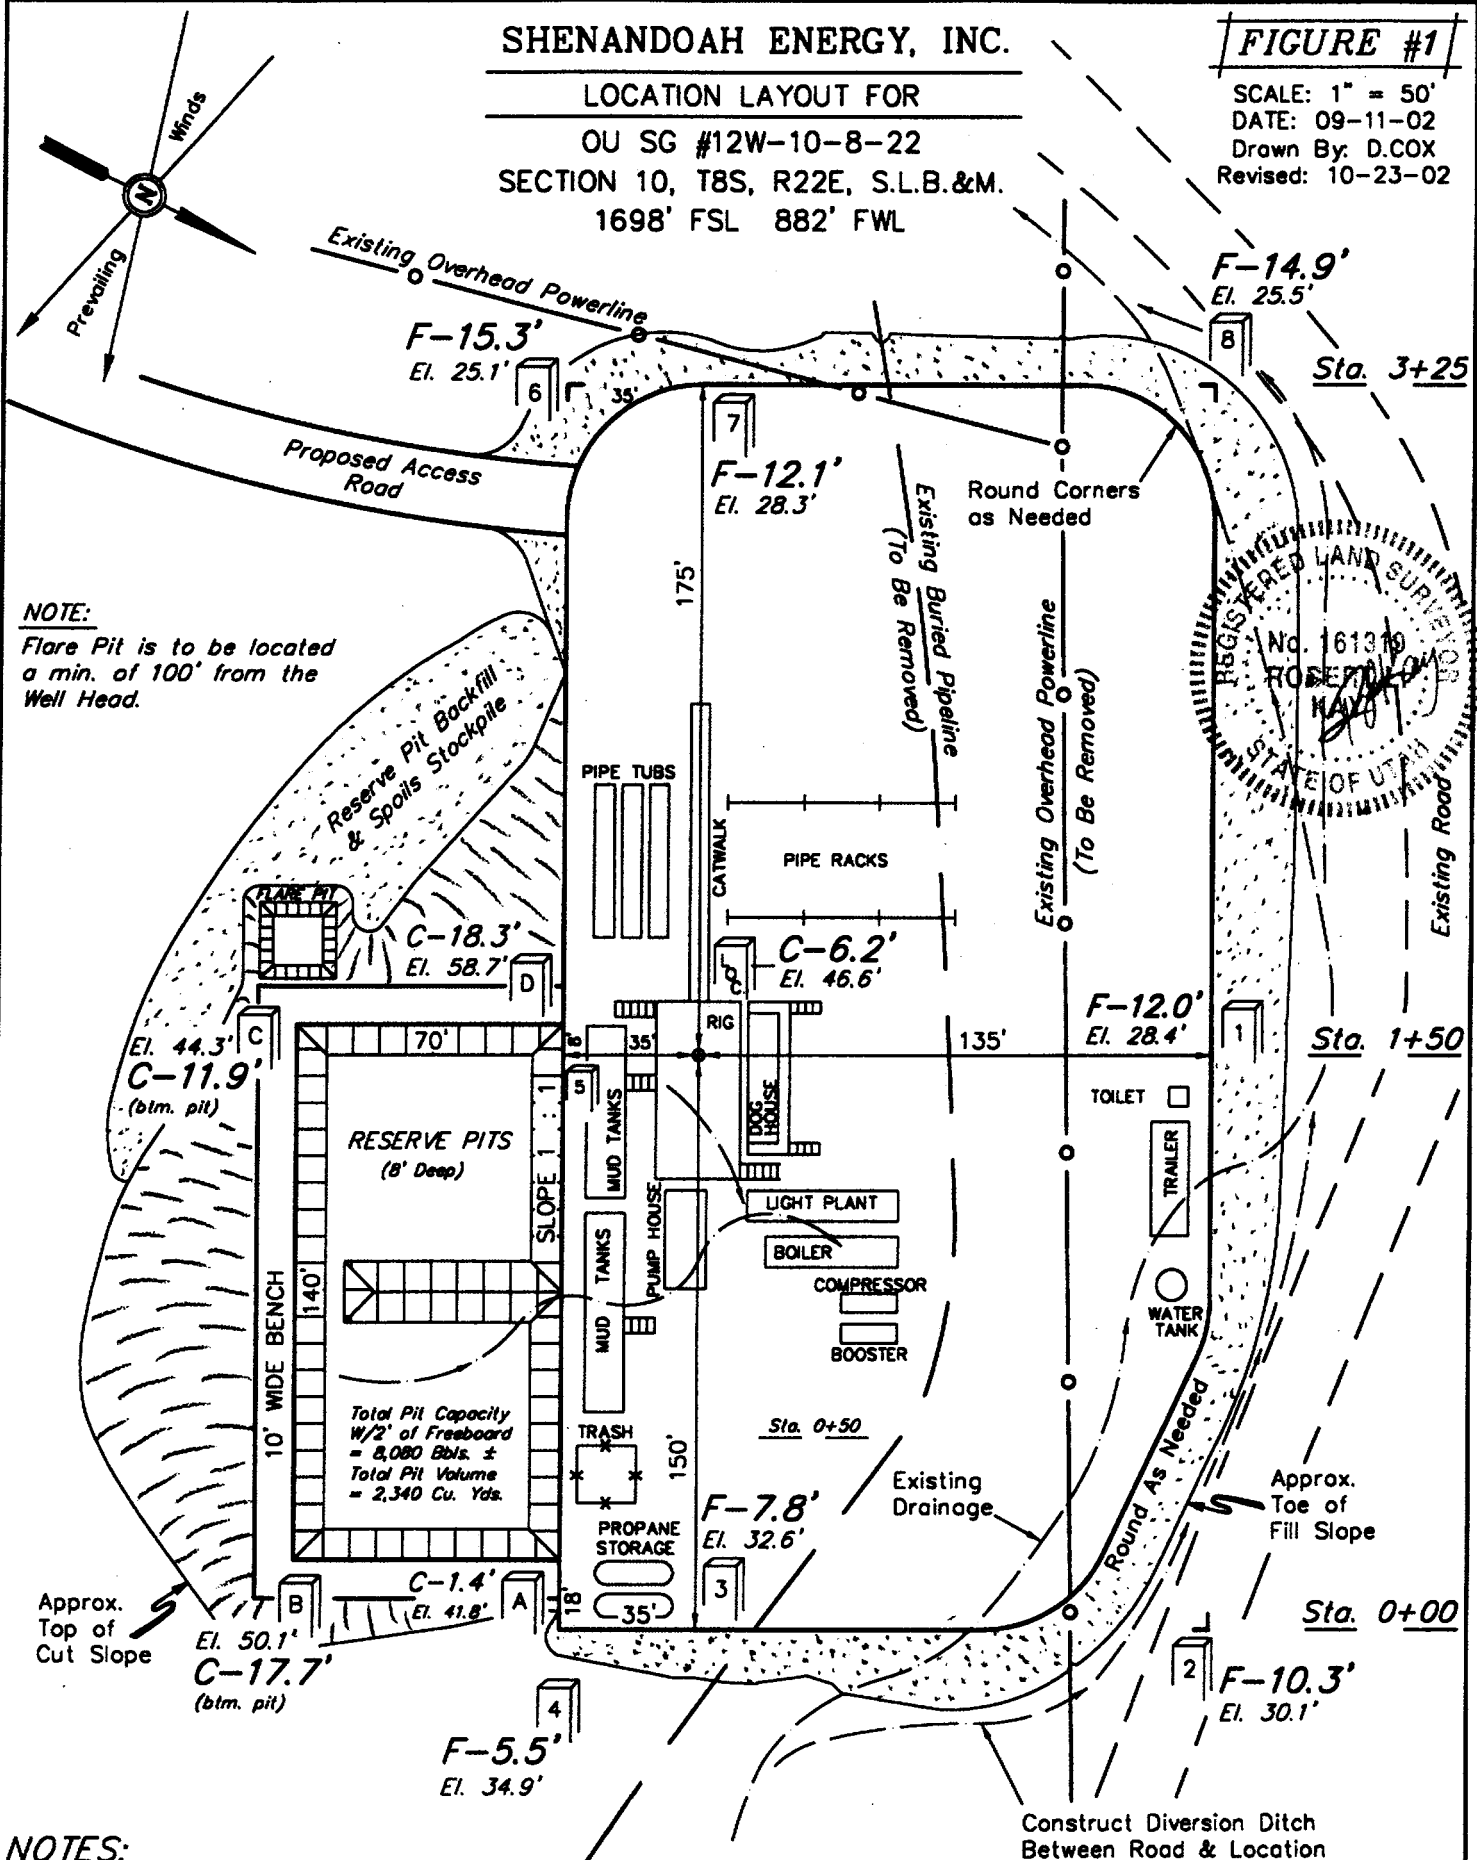 SHENANDOAH ENERGY, INC.
LOCATION LAYOUT FOR
OU SG #12W-10-8-22
SECTION 10, T8S, R22E, S.L.B.&M.
1698' FSL 882' FWL
FIGURE #1
SCALE: 1" = 50'
DATE: 09-11-02
Drawn By: D.COX
Revised: 10-23-02
Winds
N
Prevailing
Existing Overhead Powerline
F-15.3'
El. 25.1'
6
35'
F-14.9'
El. 25.5'
8
Sta. 3+25
7
F-12.1'
El. 28.3'
Proposed Access
Road
Round Corners
as Needed
175'
Existing Buried Pipeline
(To Be Removed)
Existing Overhead Powerline
(To Be Removed)
REGISTERED LAND SURVEYOR
No. 161319
KAY
STATE OF UTAH
Existing Road
NOTE:
Flare Pit is to be located
a min. of 100' from the
Well Head.
Reserve Pit Backfill
& Spoils Stockpile
PIPE TUBS
CATWALK
PIPE RACKS
FLARE PIT
C-18.3'
El. 58.7'
D
LOC.
C-6.2'
El. 46.6'
RIG
F-12.0'
El. 28.4'
1
Sta. 1+50
C
El. 44.3'
C-11.9'
(btm. pit)
70'
8'
35'
135'
5
RESERVE PITS
(8' Deep)
SLOPE 1 : 1
MUD TANKS
DOG
HOUSE
TOILET
TRAILER
PUMP HOUSE
LIGHT PLANT
BOILER
COMPRESSOR
BOOSTER
WATER
TANK
10' WIDE BENCH
140'
MUD TANKS
Total Pit Capacity
W/2' of Freeboard
= 8,080 Bbls. ±
Total Pit Volume
= 2,340 Cu. Yds.
TRASH
150'
Sta. 0+50
Existing
Drainage
Round As Needed
Approx.
Toe of
Fill Slope
PROPANE
STORAGE
F-7.8'
El. 32.6'
3
18'
35'
Approx.
Top of
Cut Slope
B
El. 50.1'
C-17.7'
(btm. pit)
C-1.4'
El. 41.8'
A
Sta. 0+00
2
F-10.3'
El. 30.1'
4
F-5.5'
El. 34.9'
Construct Diversion Ditch
Between Road & Location
NOTES: